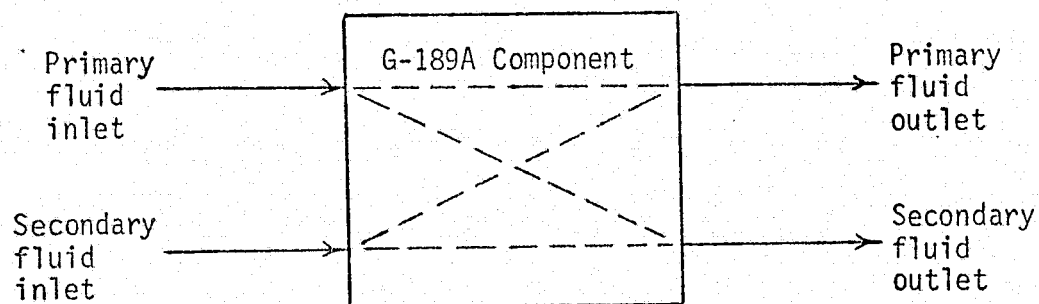 Primary
fluid
inlet
G-189A Component
Primary
fluid
outlet
Secondary
fluid
inlet
Secondary
fluid
outlet